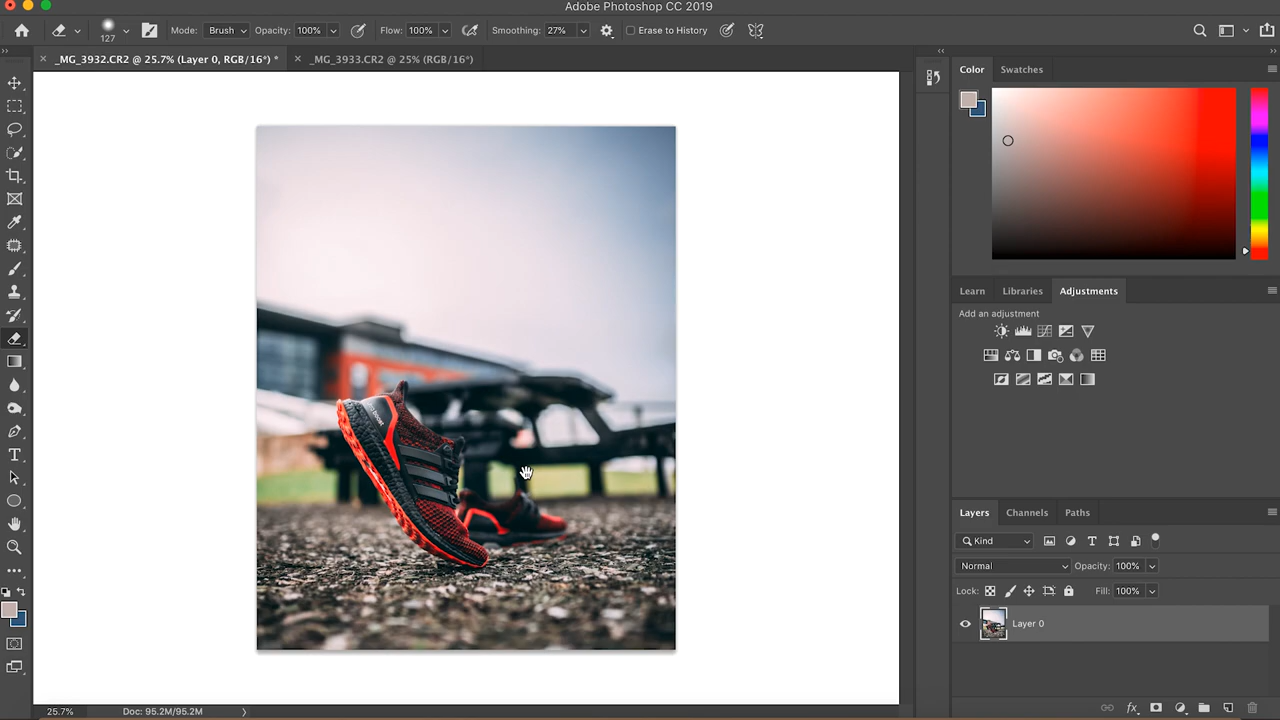 Adobe Photoshop CC 2019
127 Mode: Brush Opacity: 100% Flow: 100% Smoothing: 27% Erase to History
_MG_3932.CR2 @ 25.7% (Layer 0, RGB/16*) * _MG_3933.CR2 @ 25% (RGB/16*)
Color Swatches
Learn Libraries Adjustments
Add an adjustment
Layers Channels Paths
Kind
Normal Opacity: 100%
Lock: Fill: 100%
Layer 0
25.7% Doc: 95.2M/95.2M